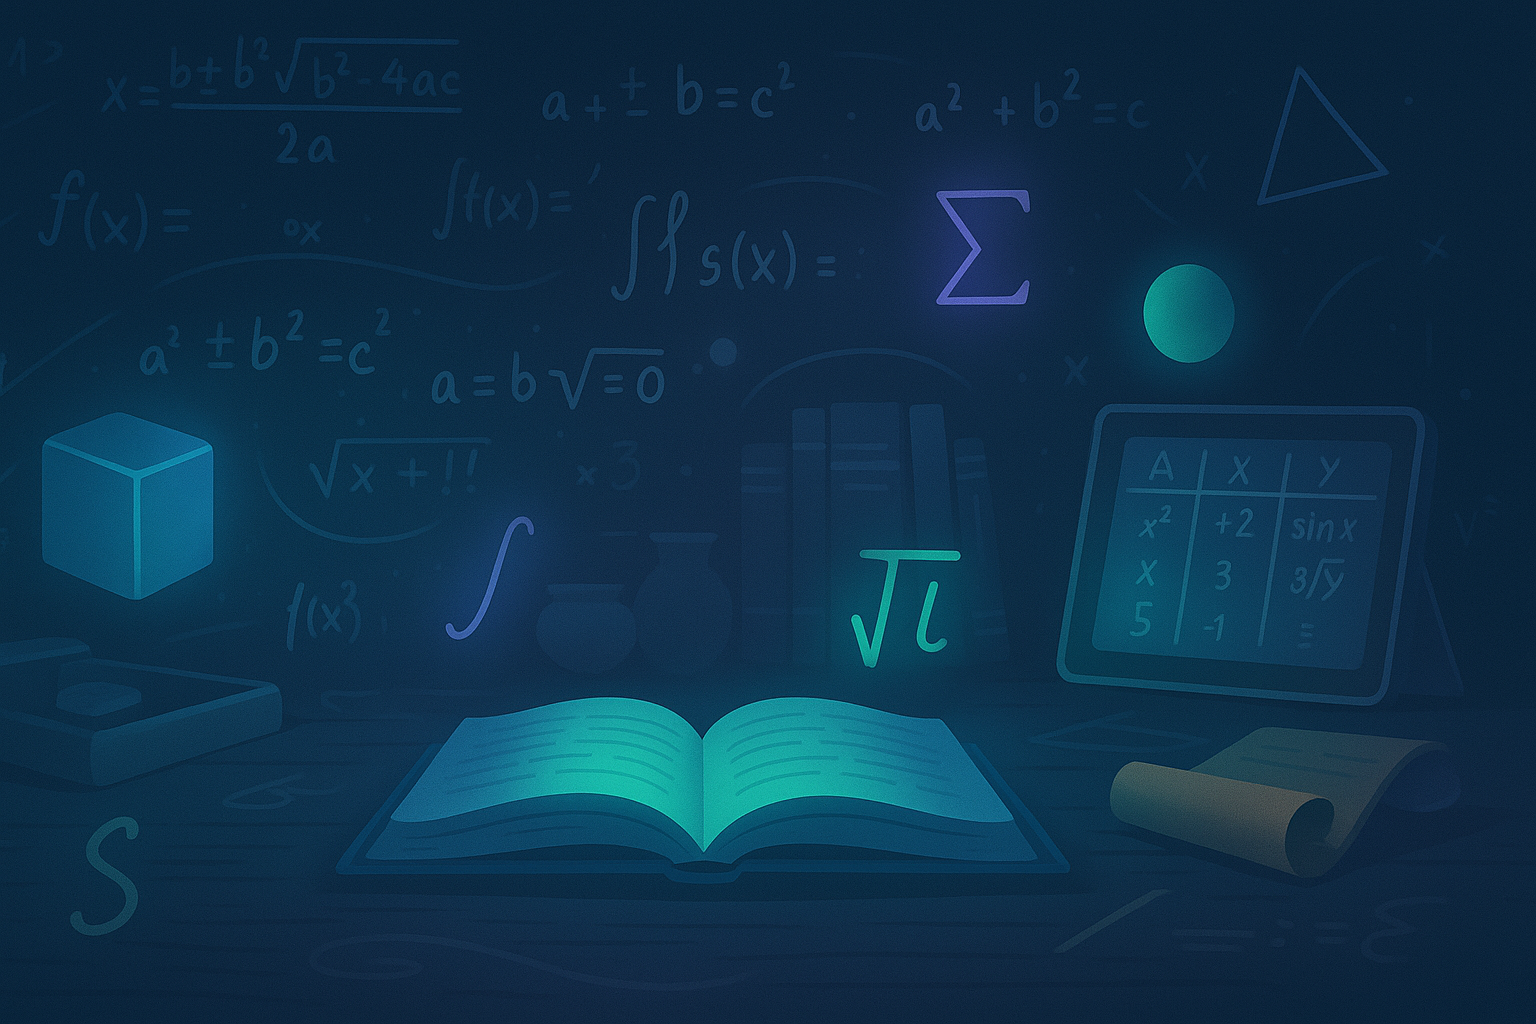 x = b ± b² √b² - 4ac / 2a
a + ± b = c²
a² + b² = c
f(x) =
ox
∫f(x) =
∫∫ s(x) =
Σ
x
a² ± b² = c²
a = b √=0
x
x
√x + !!
×3
A X Y
x² +2 sin x
x 3 3√y
5 -1 =
∫
f(x³
S